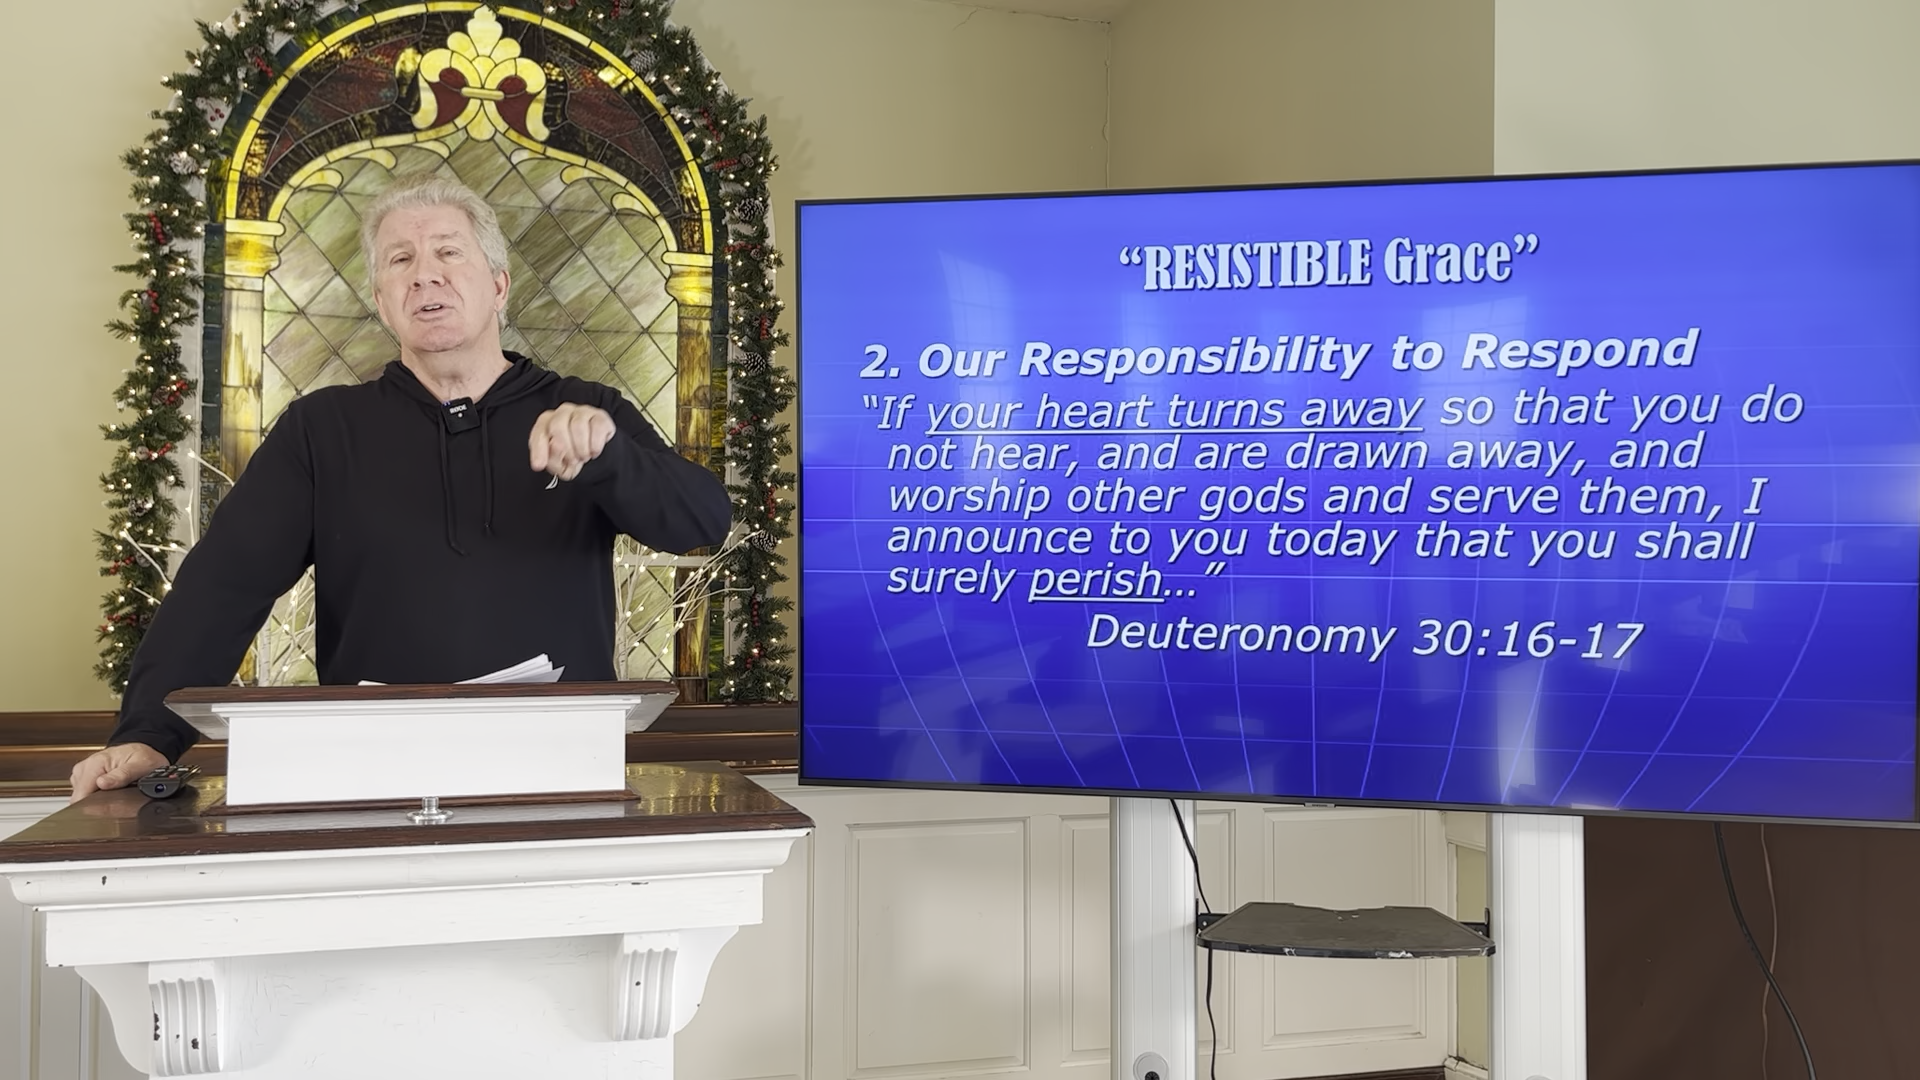 “RESISTIBLE Grace”
2. Our Responsibility to Respond
“If your heart turns away so that you do
not hear, and are drawn away, and
worship other gods and serve them, I
announce to you today that you shall
surely perish…”
Deuteronomy 30:16-17